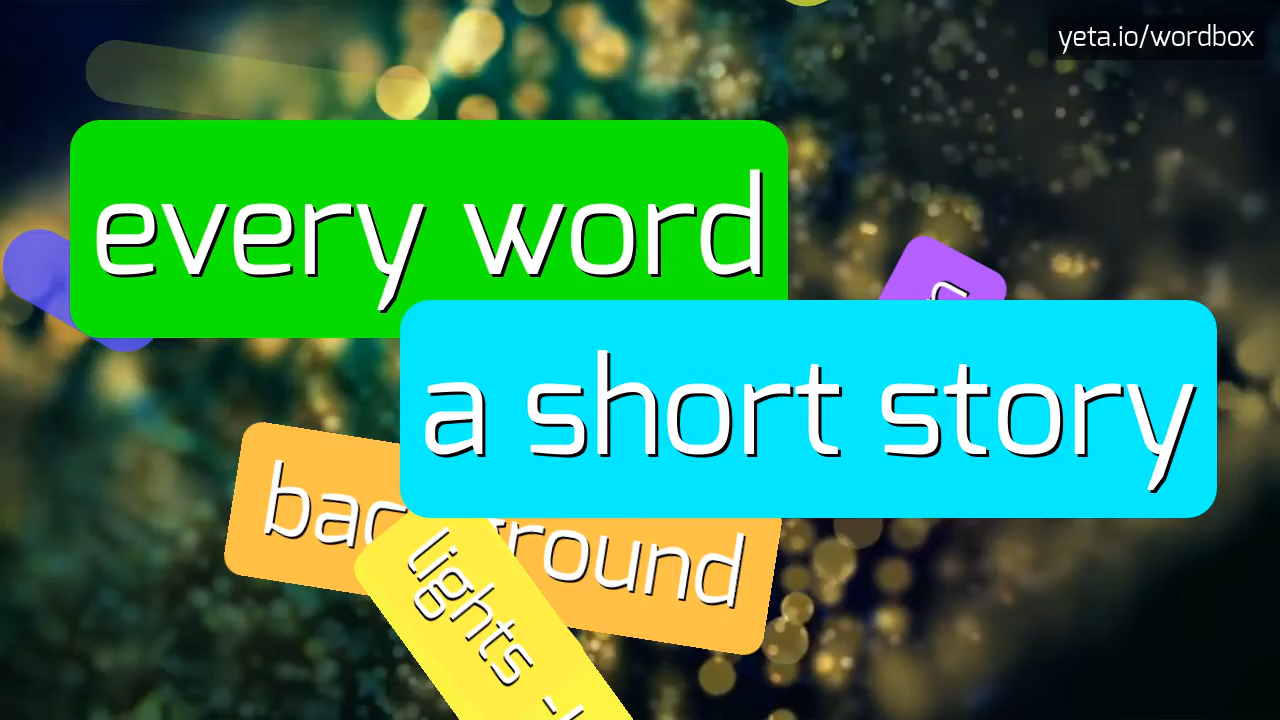 yeta.io/wordbox
every word
a short story
background
lights -